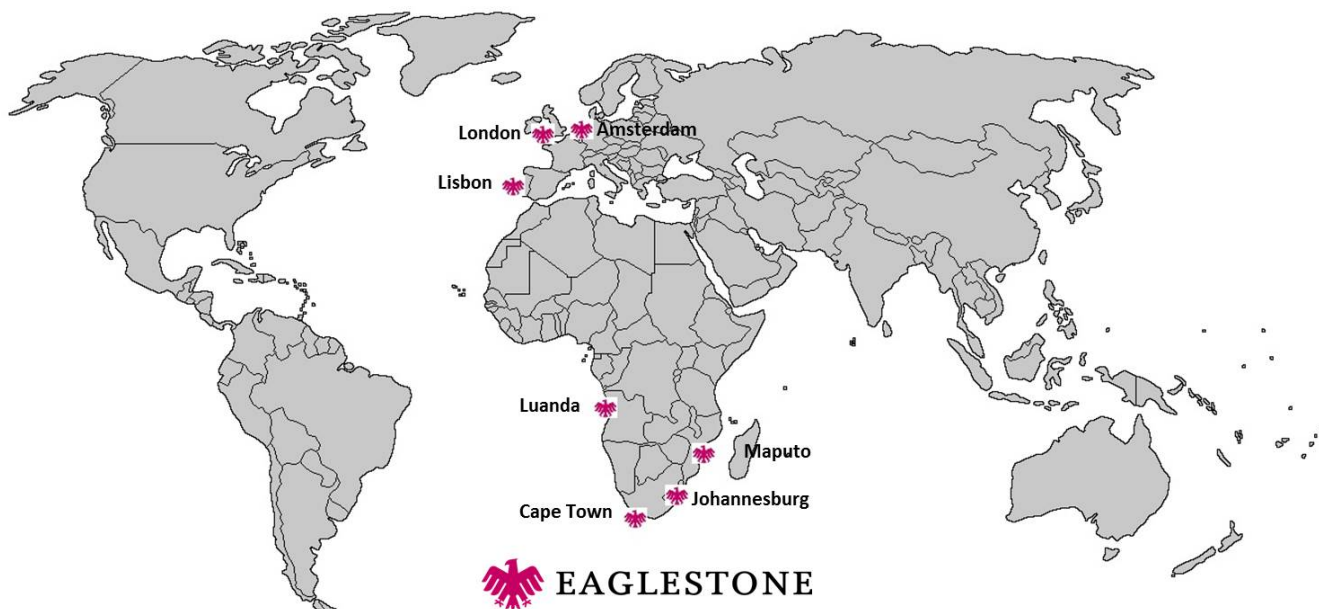 London
Amsterdam
Lisbon
Luanda
Maputo
Johannesburg
Cape Town
EAGLESTONE